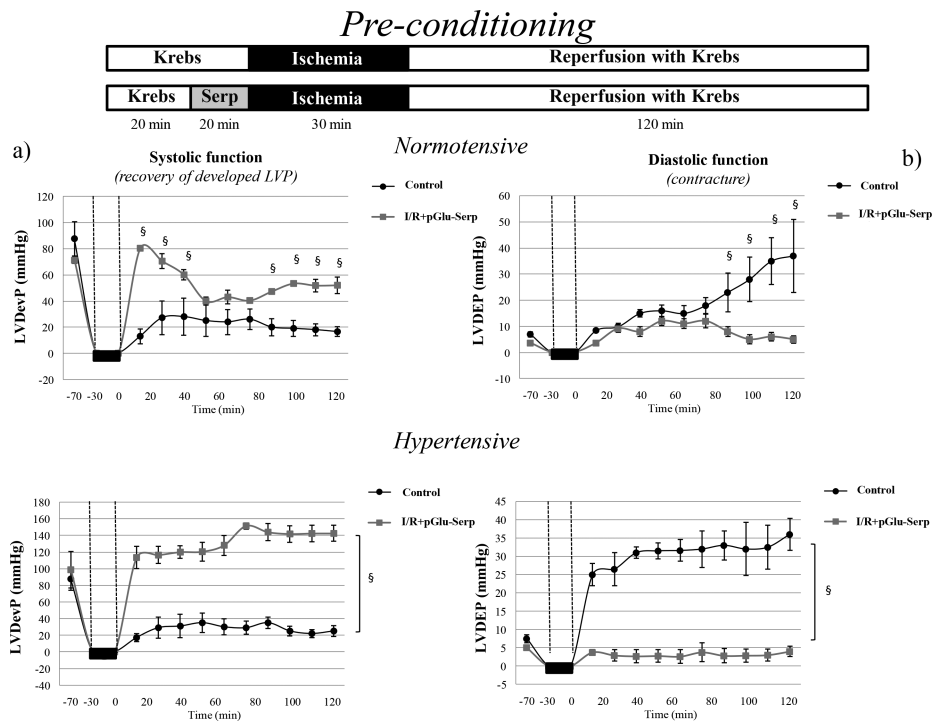 Pre-conditioning
Krebs Ischemia Reperfusion with Krebs
Krebs Serp Ischemia Reperfusion with Krebs
20 min 20 min 30 min 120 min
Normotensive
a)
Systolic function
(recovery of developed LVP)
Control
I/R+pGlu-Serp
LVDevP (mmHg)
120
100
80
60
40
20
0
-20
§ § § § § § §
-70 -30 0 20 40 60 80 100 120
Time (min)
b)
Diastolic function
(contracture)
Control
I/R+pGlu-Serp
LVDEP (mmHg)
60
50
40
30
20
10
0
-10
§ § § §
-70 -30 0 20 40 60 80 100 120
Time (min)
Hypertensive
Control
I/R+pGlu-Serp
LVDevP (mmHg)
180
160
140
120
100
80
60
40
20
0
-20
-40
§
-70 -30 0 20 40 60 80 100 120
Time (min)
Control
I/R+pGlu-Serp
LVDEP (mmHg)
45
40
35
30
25
20
15
10
5
0
-5
§
-70 -30 0 20 40 60 80 100 120
Time (min)